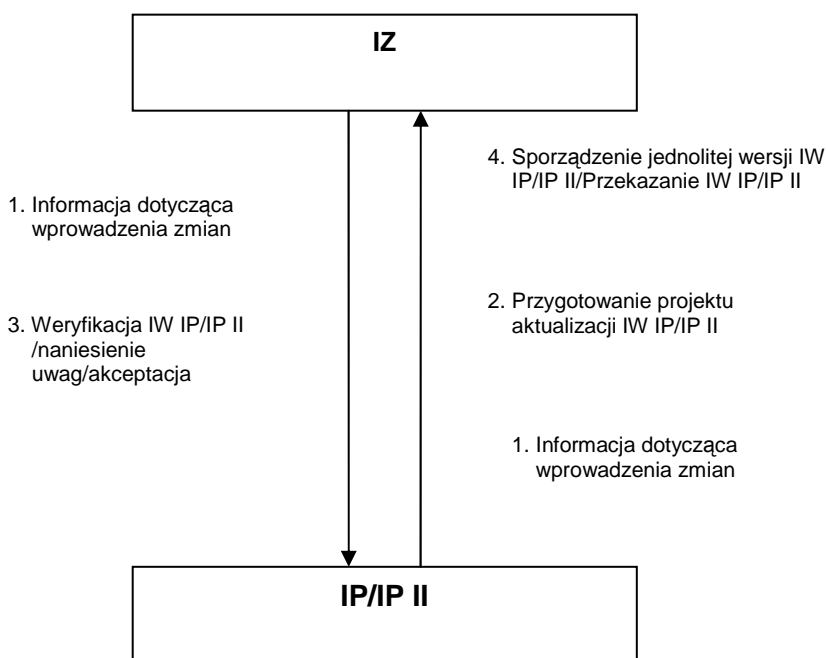 IZ
1. Informacja dotycząca
wprowadzenia zmian
3. Weryfikacja IW IP/IP II
/naniesienie
uwag/akceptacja
4. Sporządzenie jednolitej wersji IW
IP/IP II/Przekazanie IW IP/IP II
2. Przygotowanie projektu
aktualizacji IW IP/IP II
1. Informacja dotycząca
wprowadzenia zmian
IP/IP II